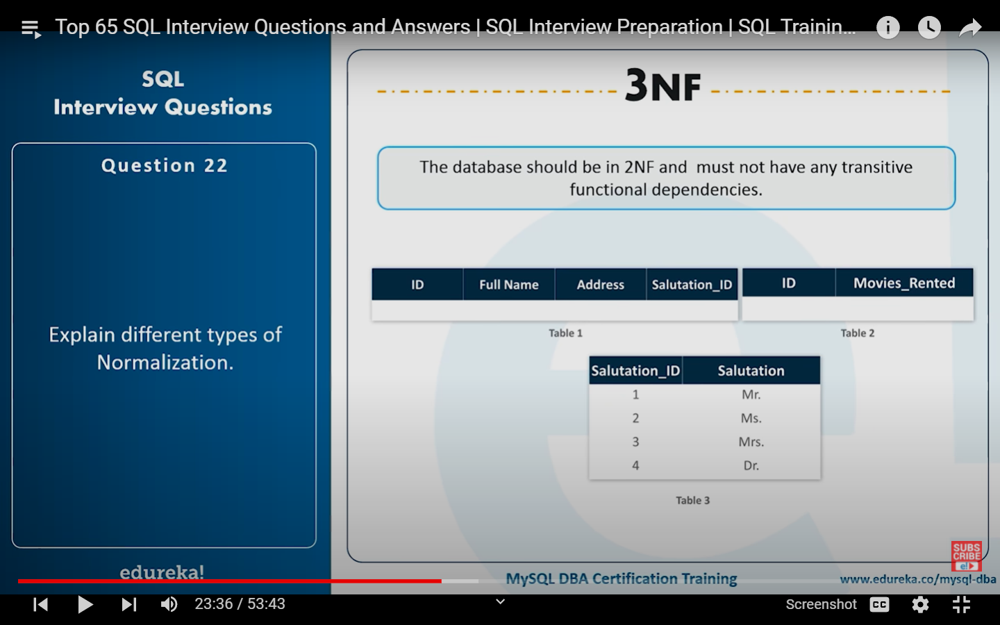 Top 65 SQL Interview Questions and Answers | SQL Interview Preparation | SQL Trainin...
SQL
Interview Questions
Question 22
Explain different types of
Normalization.
edureka!
3NF
The database should be in 2NF and must not have any transitive
functional dependencies.
ID Full Name Address Salutation_ID
Table 1
ID Movies_Rented
Table 2
Salutation_ID Salutation
1 Mr.
2 Ms.
3 Mrs.
4 Dr.
Table 3
SUBS
CRIBE
e!
MySQL DBA Certification Training
www.edureka.co/mysql-dba
23:36 / 53:43
Screenshot
CC